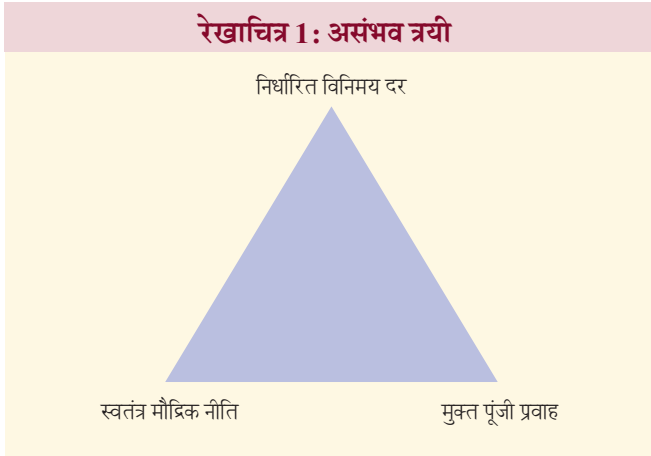 रेखाचित्र 1: असंभव त्रयी
निर्धारित विनिमय दर
स्वतंत्र मौद्रिक नीति
मुक्त पूंजी प्रवाह